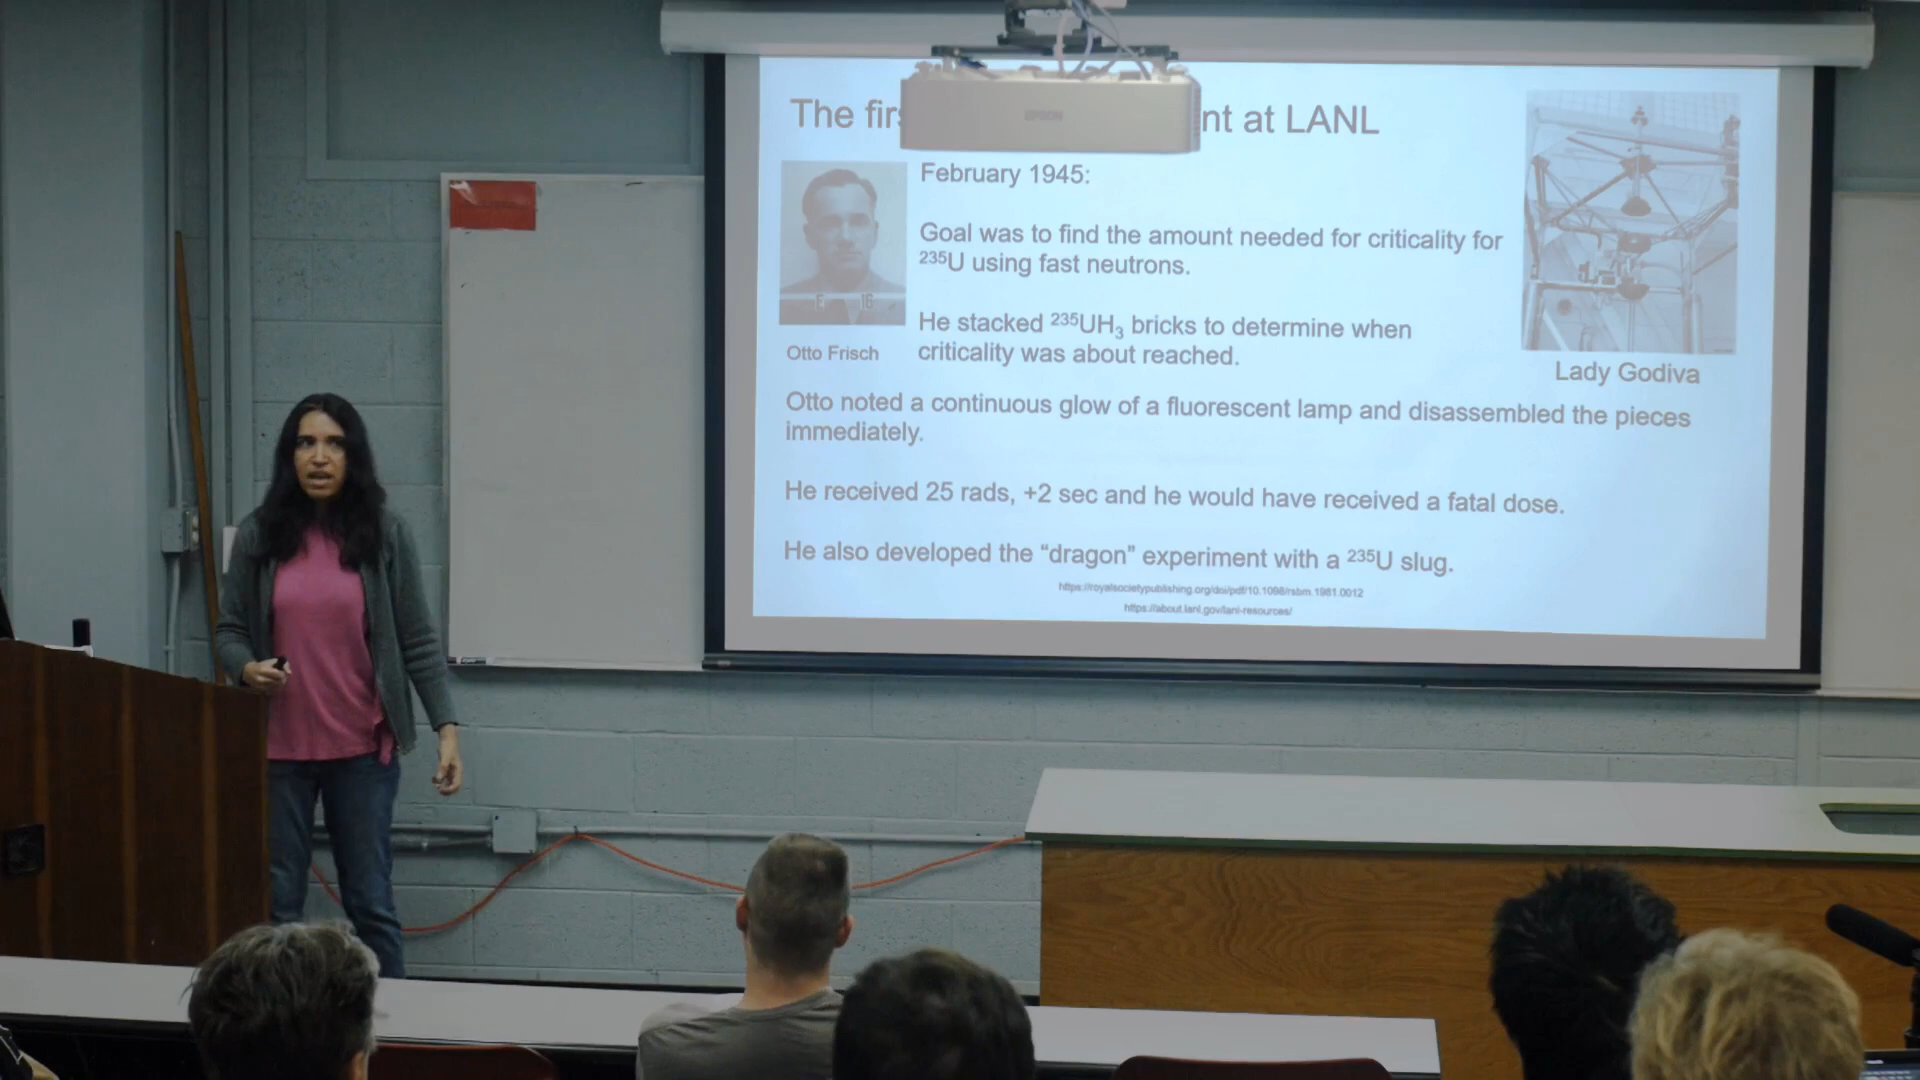 The firs nt at LANL
EPSON
February 1945:
Goal was to find the amount needed for criticality for
²³⁵U using fast neutrons.
E 16
He stacked ²³⁵UH₃ bricks to determine when
criticality was about reached.
Otto Frisch
Lady Godiva
Otto noted a continuous glow of a fluorescent lamp and disassembled the pieces
immediately.
He received 25 rads, +2 sec and he would have received a fatal dose.
He also developed the “dragon” experiment with a ²³⁵U slug.
https://royalsocietypublishing.org/doi/pdf/10.1098/rsbm.1981.0012
https://about.lanl.gov/lanl-resources/